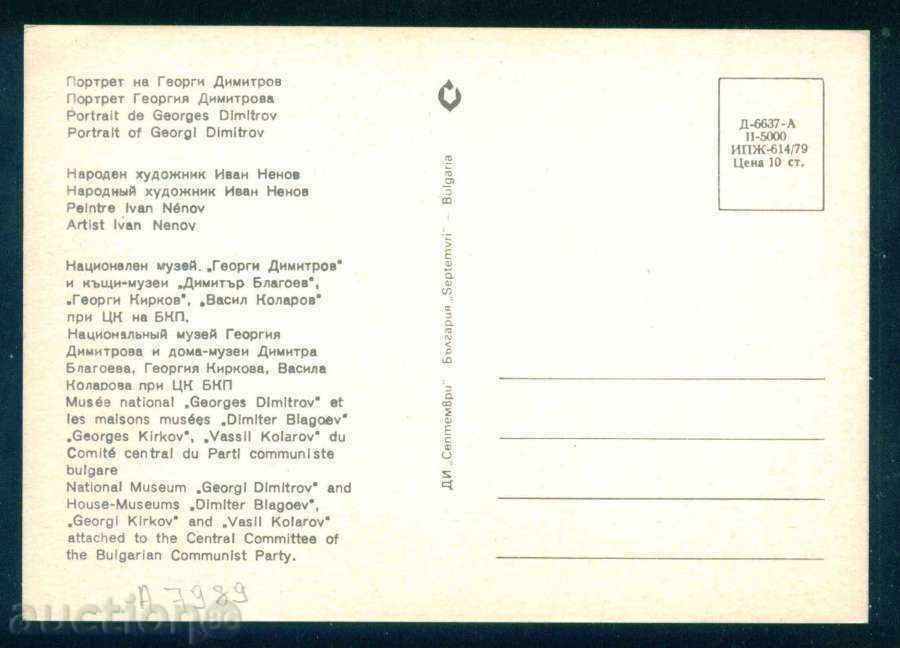 Портрет на Георги Димитров
Портрет Георгия Димитрова
Portrait de Georges Dimitrov
Portrait of Georgi Dimitrov
Народен художник Иван Ненов
Народный художник Иван Ненов
Peintre Ivan Nénov
Artist Ivan Nenov
Национален музей „Георги Димитров"
и къщи-музеи „Димитър Благоев",
„Георги Кирков", „Васил Коларов"
при ЦК на БКП.
Национальный музей Георгия
Димитрова и дома-музеи Димитра
Благоева, Георгия Киркова, Васила
Коларова при ЦК БКП
Musée national „Georges Dimitrov" et
les maisons musées „Dimiter Blagoev"
„Georges Kirkov", „Vassil Kolarov" du
Comité central du Parti communiste
bulgare
National Museum „Georgi Dimitrov" and
House-Museums „Dimiter Blagoev",
„Georgi Kirkov" and „Vasil Kolarov"
attached to the Central Committee of
the Bulgarian Communist Party.
A 7989
auction
ДИ „Септември" България „Septemvri" – Bulgaria
Д-6637-А
II-5000
ИПЖ-614/79
Цена 10 ст.